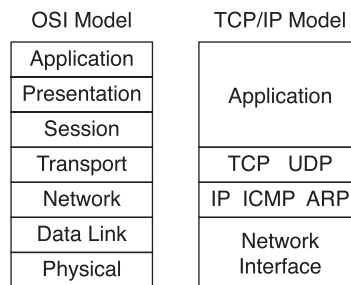 OSI Model
Application
Presentation
Session
Transport
Network
Data Link
Physical
TCP/IP Model
Application
TCP UDP
IP ICMP ARP
Network
Interface